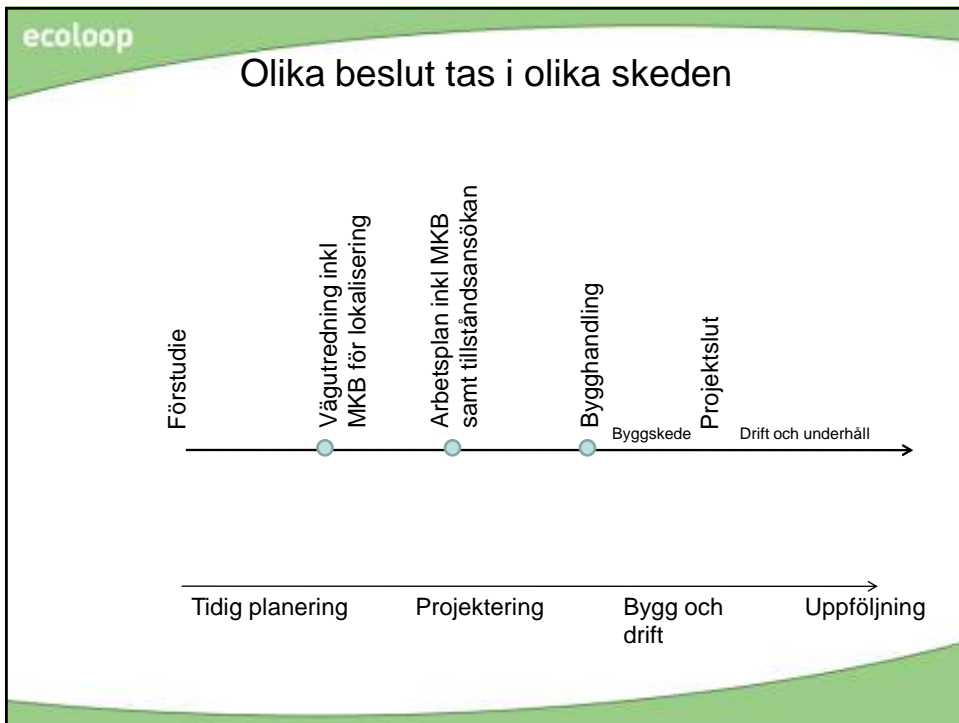 ecoloop
Olika beslut tas i olika skeden
Förstudie
Vägutredning inkl
MKB för lokalisering
Arbetsplan inkl MKB
samt tillståndsansökan
Bygghandling
Byggskede
Projektslut
Drift och underhåll
Tidig planering
Projektering
Bygg och
drift
Uppföljning